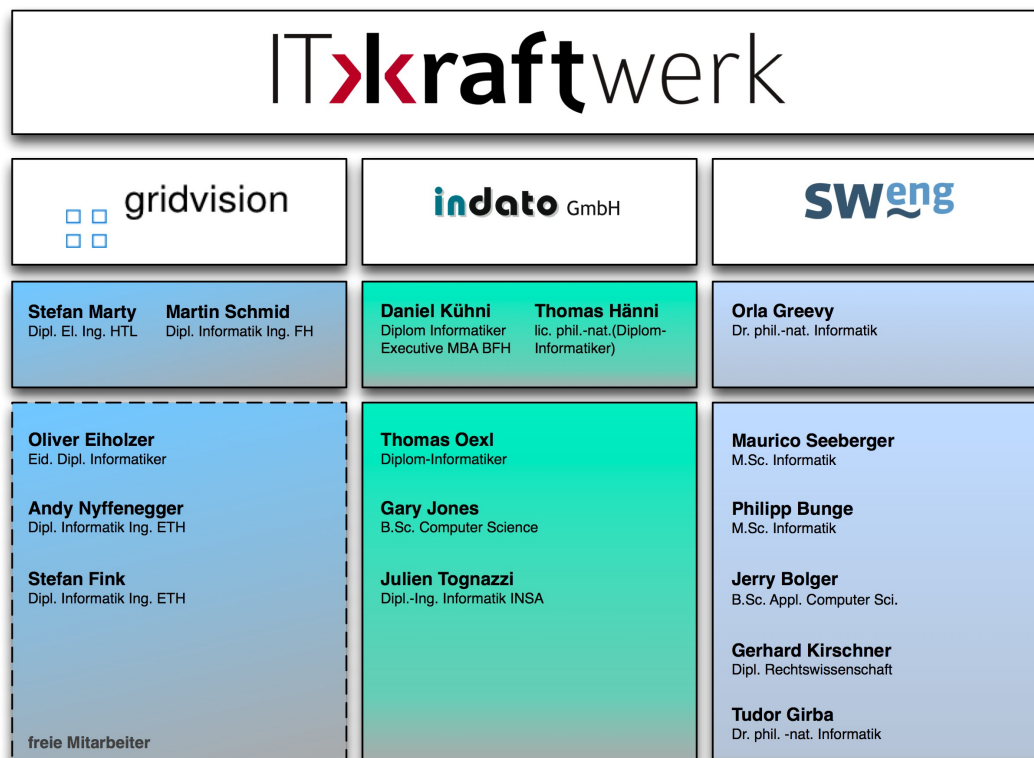 IT kraftwerk
gridvision
indato GmbH
SWeng
Stefan Marty
Dipl. El. Ing. HTL
Martin Schmid
Dipl. Informatik Ing. FH
Daniel Kühni
Diplom Informatiker
Executive MBA BFH
Thomas Hänni
lic. phil.-nat.(Diplom-
Informatiker)
Orla Greevy
Dr. phil.-nat. Informatik
Oliver Eiholzer
Eid. Dipl. Informatiker
Andy Nyffenegger
Dipl. Informatik Ing. ETH
Stefan Fink
Dipl. Informatik Ing. ETH
freie Mitarbeiter
Thomas Oexl
Diplom-Informatiker
Gary Jones
B.Sc. Computer Science
Julien Tognazzi
Dipl.-Ing. Informatik INSA
Maurico Seeberger
M.Sc. Informatik
Philipp Bunge
M.Sc. Informatik
Jerry Bolger
B.Sc. Appl. Computer Sci.
Gerhard Kirschner
Dipl. Rechtswissenschaft
Tudor Girba
Dr. phil. -nat. Informatik